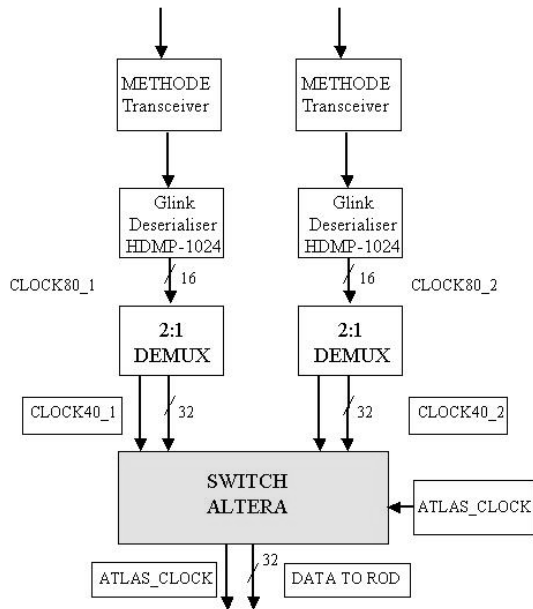 METHODE
Transceiver
METHODE
Transceiver
Glink
Deserialiser
HDMP-1024
Glink
Deserialiser
HDMP-1024
CLOCK80_1
16
16
CLOCK80_2
2:1
DEMUX
2:1
DEMUX
CLOCK40_1
32
32
CLOCK40_2
SWITCH
ALTERA
ATLAS_CLOCK
ATLAS_CLOCK
32
DATA TO ROD